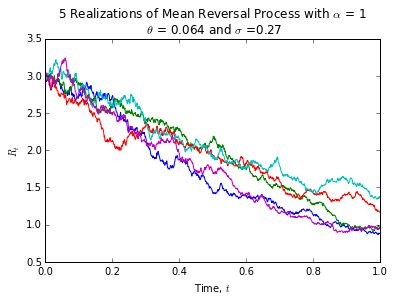 5 Realizations of Mean Reversal Process with α = 1
θ = 0.064 and σ =0.27
3.5
3.0
2.5
2.0
1.5
1.0
0.5
R_t
0.0 0.2 0.4 0.6 0.8 1.0
Time, t